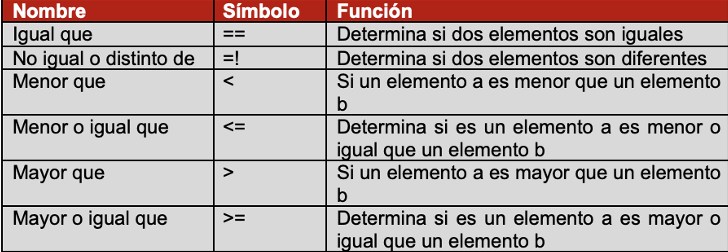 Nombre Símbolo Función
Igual que == Determina si dos elementos son iguales
No igual o distinto de =! Determina si dos elementos son diferentes
Menor que < Si un elemento a es menor que un elemento
b
Menor o igual que <= Determina si es un elemento a es menor o
igual que un elemento b
Mayor que > Si un elemento a es mayor que un elemento
b
Mayor o igual que >= Determina si es un elemento a es mayor o
igual que un elemento b